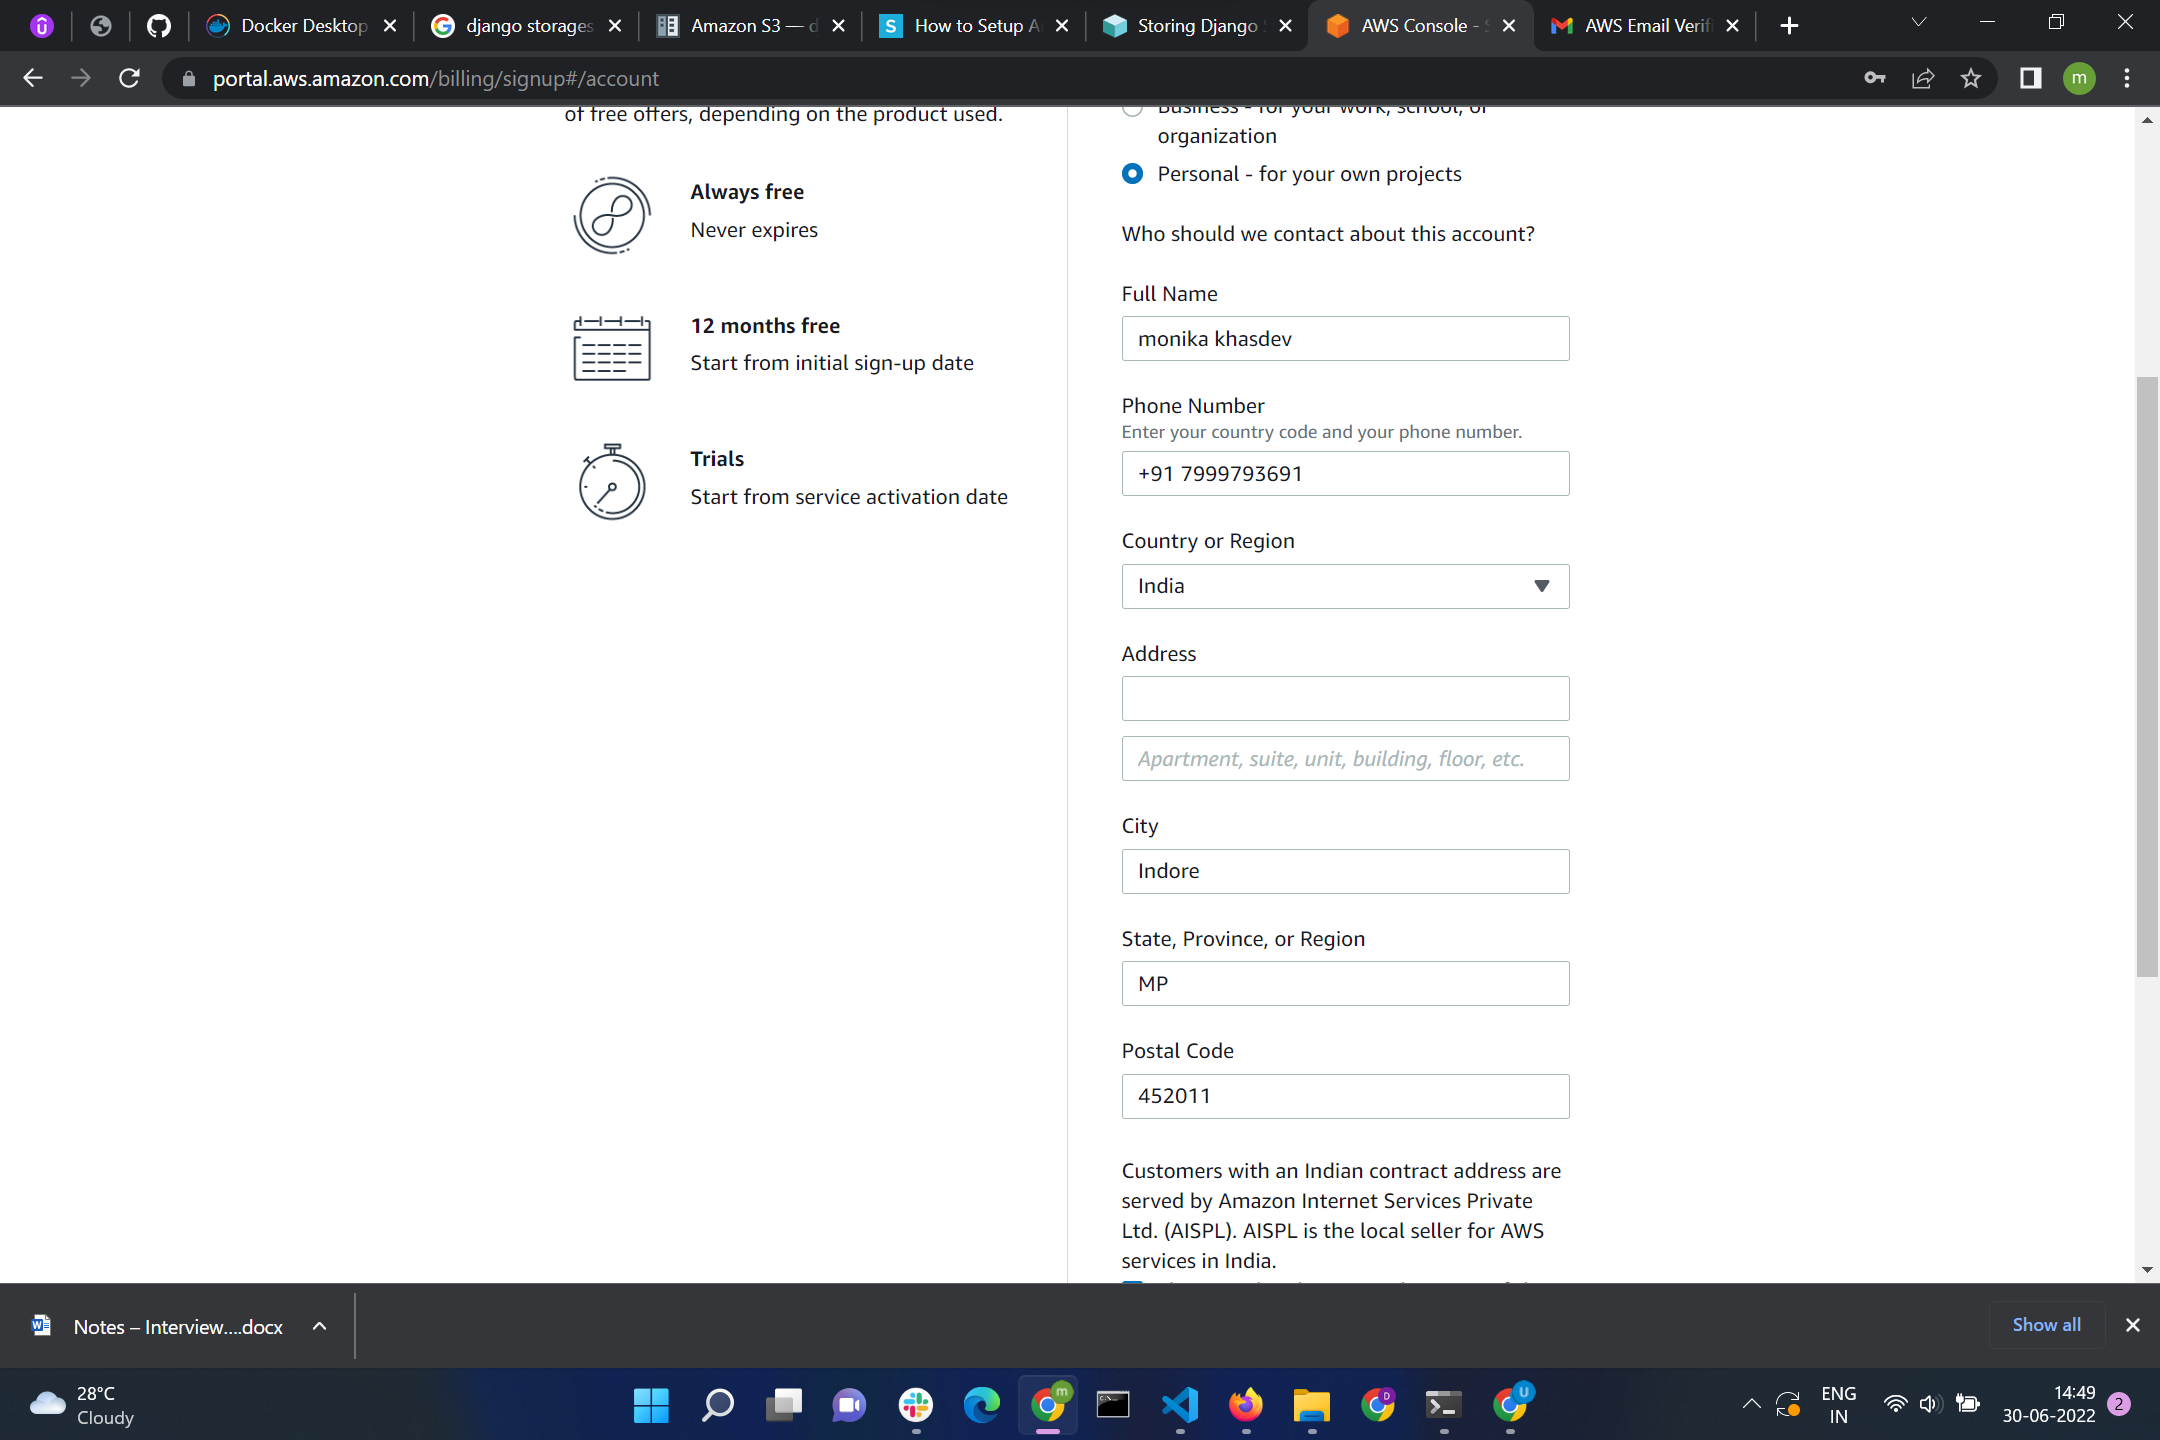 Docker Desktop
django storages
Amazon S3 — d
How to Setup A
Storing Django S
AWS Console - S
AWS Email Verifi
portal.aws.amazon.com/billing/signup#/account
m
of free offers, depending on the product used.
Always free
Never expires
12 months free
Start from initial sign-up date
Trials
Start from service activation date
Business - for your work, school, or
organization
Personal - for your own projects
Who should we contact about this account?
Full Name
monika khasdev
Phone Number
Enter your country code and your phone number.
+91 7999793691
Country or Region
India
Address
Apartment, suite, unit, building, floor, etc.
City
Indore
State, Province, or Region
MP
Postal Code
452011
Customers with an Indian contract address are
served by Amazon Internet Services Private
Ltd. (AISPL). AISPL is the local seller for AWS
services in India.
Notes – Interview....docx
Show all
28°C
Cloudy
ENG
IN
14:49
30-06-2022
2